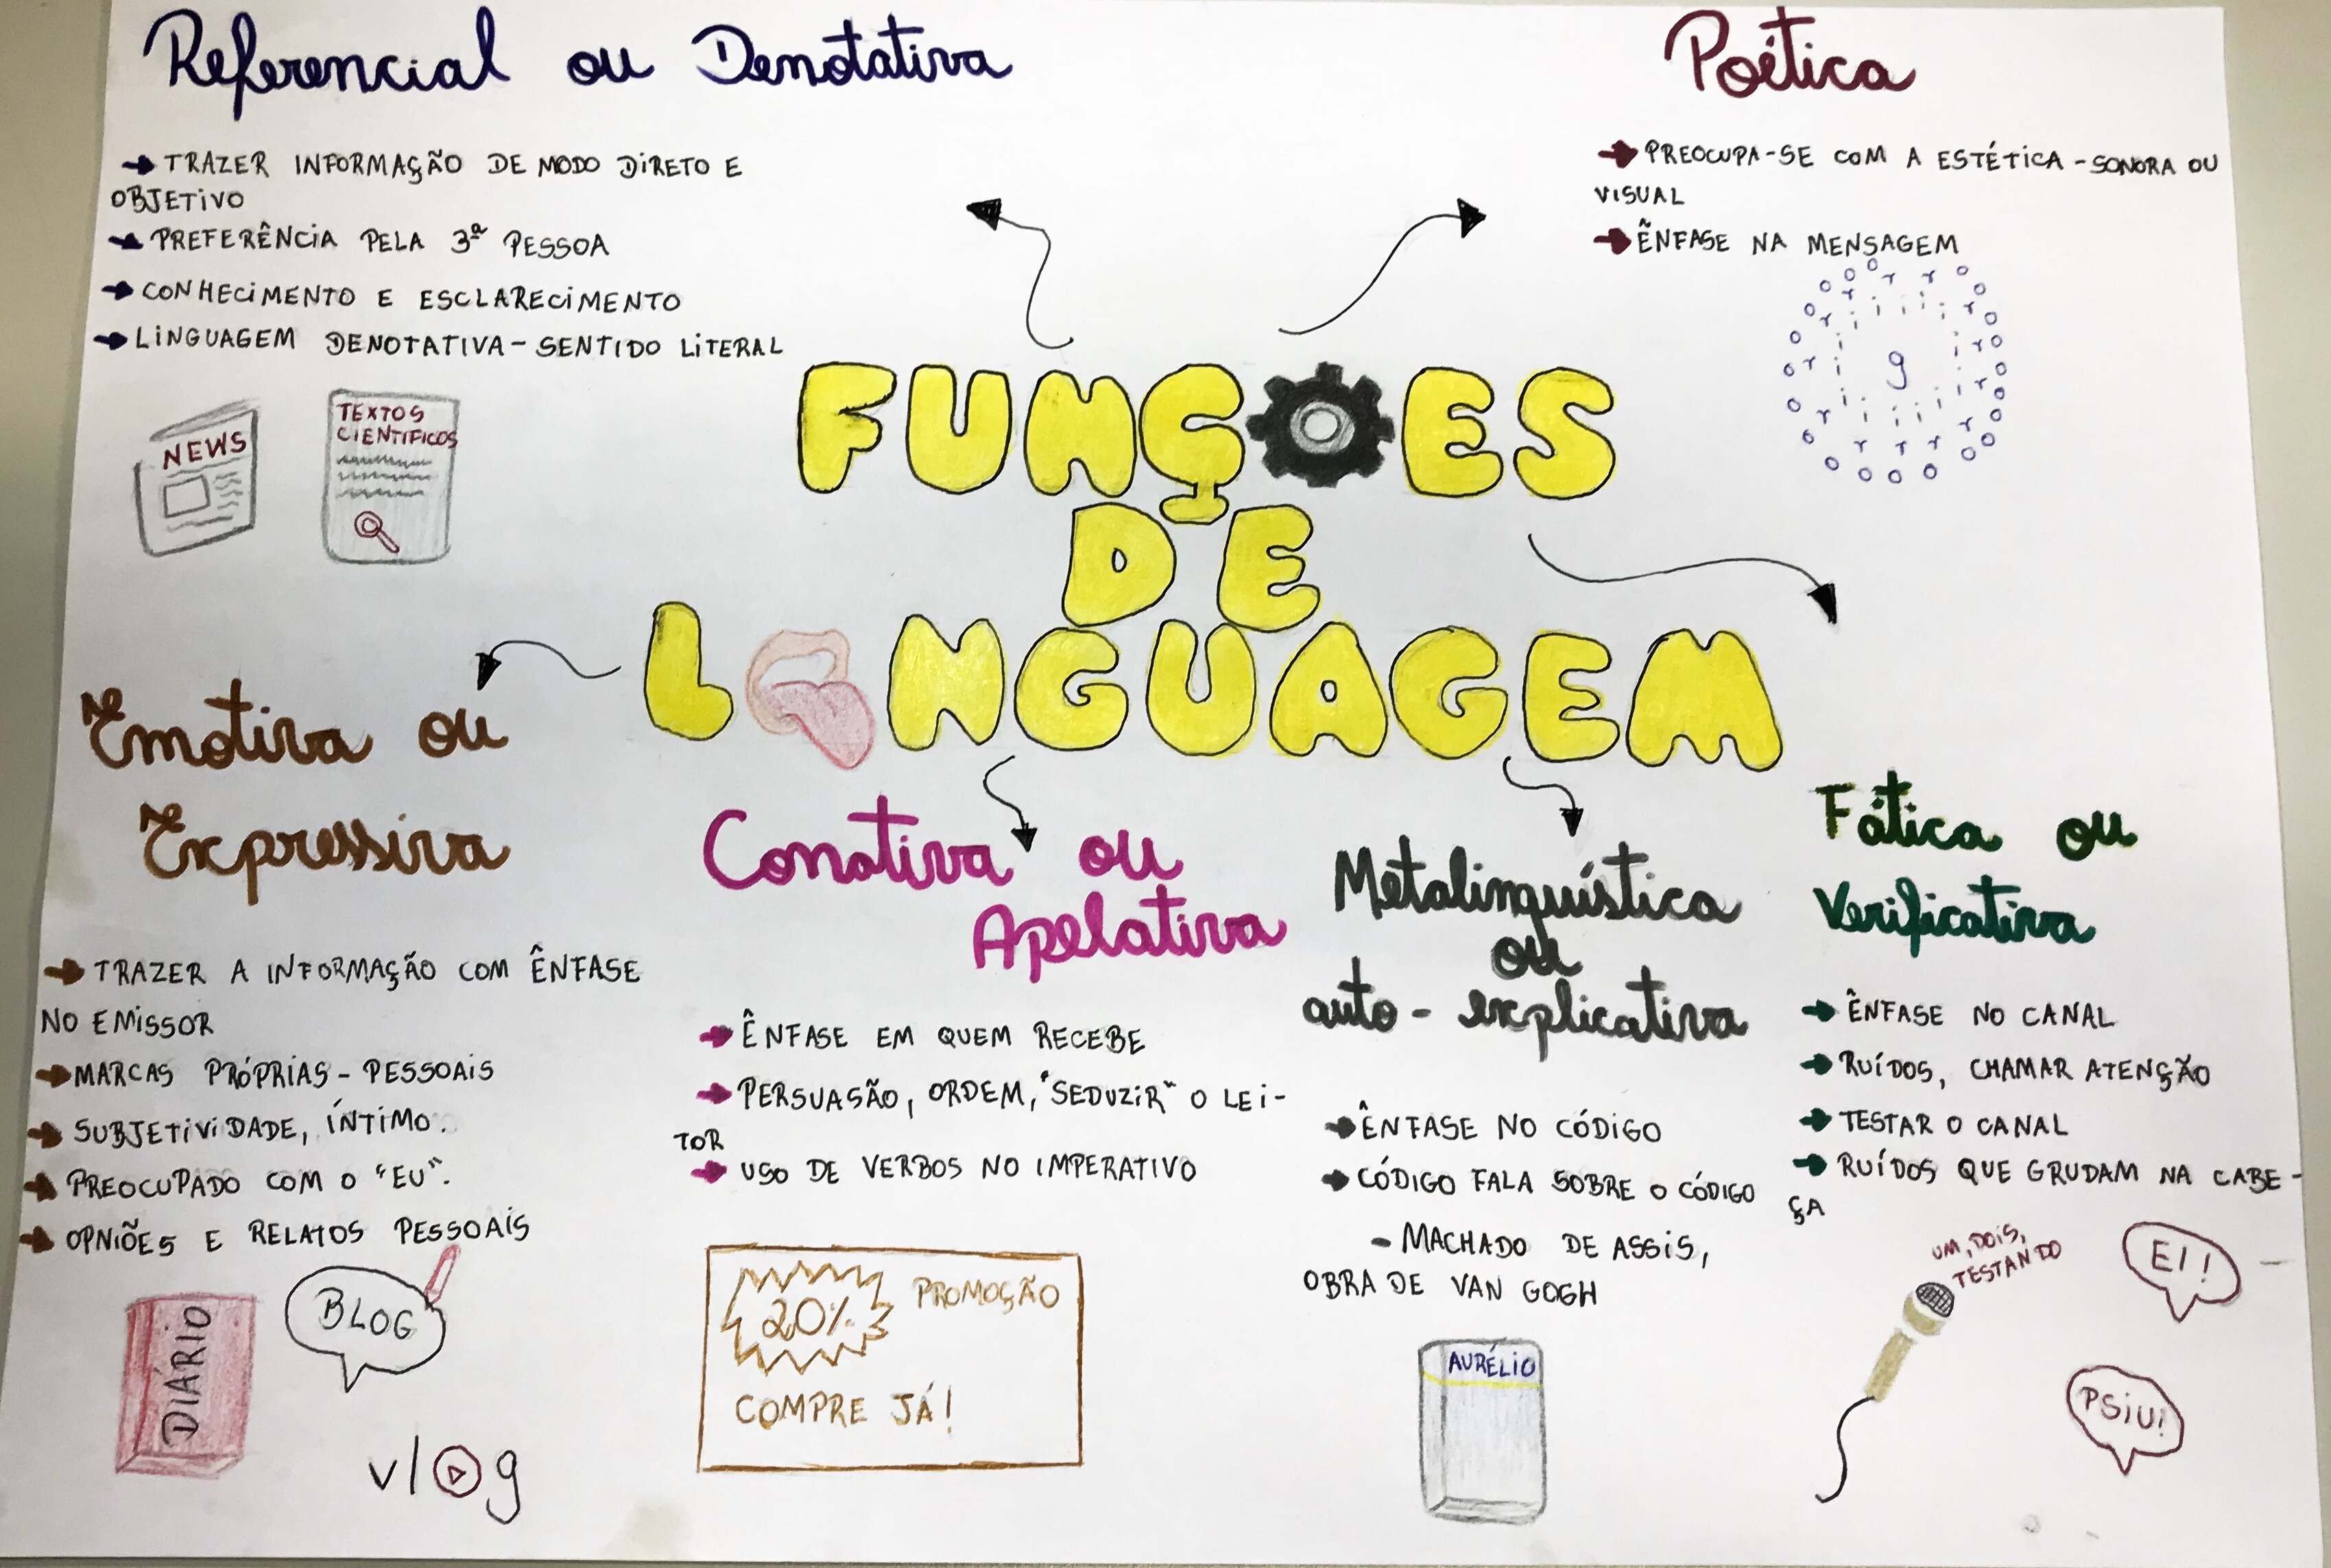 Referencial ou Denotativa
→ TRAZER INFORMAÇÃO DE MODO DIRETO E
OBJETIVO
→ PREFERÊNCIA PELA 3ª PESSOA
→ CONHECIMENTO E ESCLARECIMENTO
→ LINGUAGEM DENOTATIVA - SENTIDO LITERAL
NEWS
TEXTOS
CIENTÍFICOS
Poética
→ PREOCUPA-SE COM A ESTÉTICA - SONORA OU
VISUAL
→ ÊNFASE NA MENSAGEM
FUNÇOES
DE
LINGUAGEM
Emotiva ou
Expressiva
→ TRAZER A INFORMAÇÃO COM ÊNFASE
NO EMISSOR
→ MARCAS PRÓPRIAS - PESSOAIS
→ SUBJETIVIDADE, ÍNTIMO.
→ PREOCUPADO COM O "EU".
→ OPNIÕES E RELATOS PESSOAIS
DIÁRIO
BLOG
vlog
Conotiva ou
Apelativa
→ ÊNFASE EM QUEM RECEBE
→ PERSUASÃO, ORDEM, "SEDUZIR" O LEI-
TOR
→ USO DE VERBOS NO IMPERATIVO
20% PROMOÇÃO
COMPRE JÁ!
Metalinguística
ou
auto - explicativa
→ ÊNFASE NO CÓDIGO
→ CÓDIGO FALA SOBRE O CÓDIGO
- MACHADO DE ASSIS,
OBRA DE VAN GOGH
AURÉLIO
Fática ou
Verificativa
→ ÊNFASE NO CANAL
→ RUÍDOS, CHAMAR ATENÇÃO
→ TESTAR O CANAL
→ RUÍDOS QUE GRUDAM NA CABE-
ÇA
UM, DOIS,
TESTANDO
EI!
PSIU!